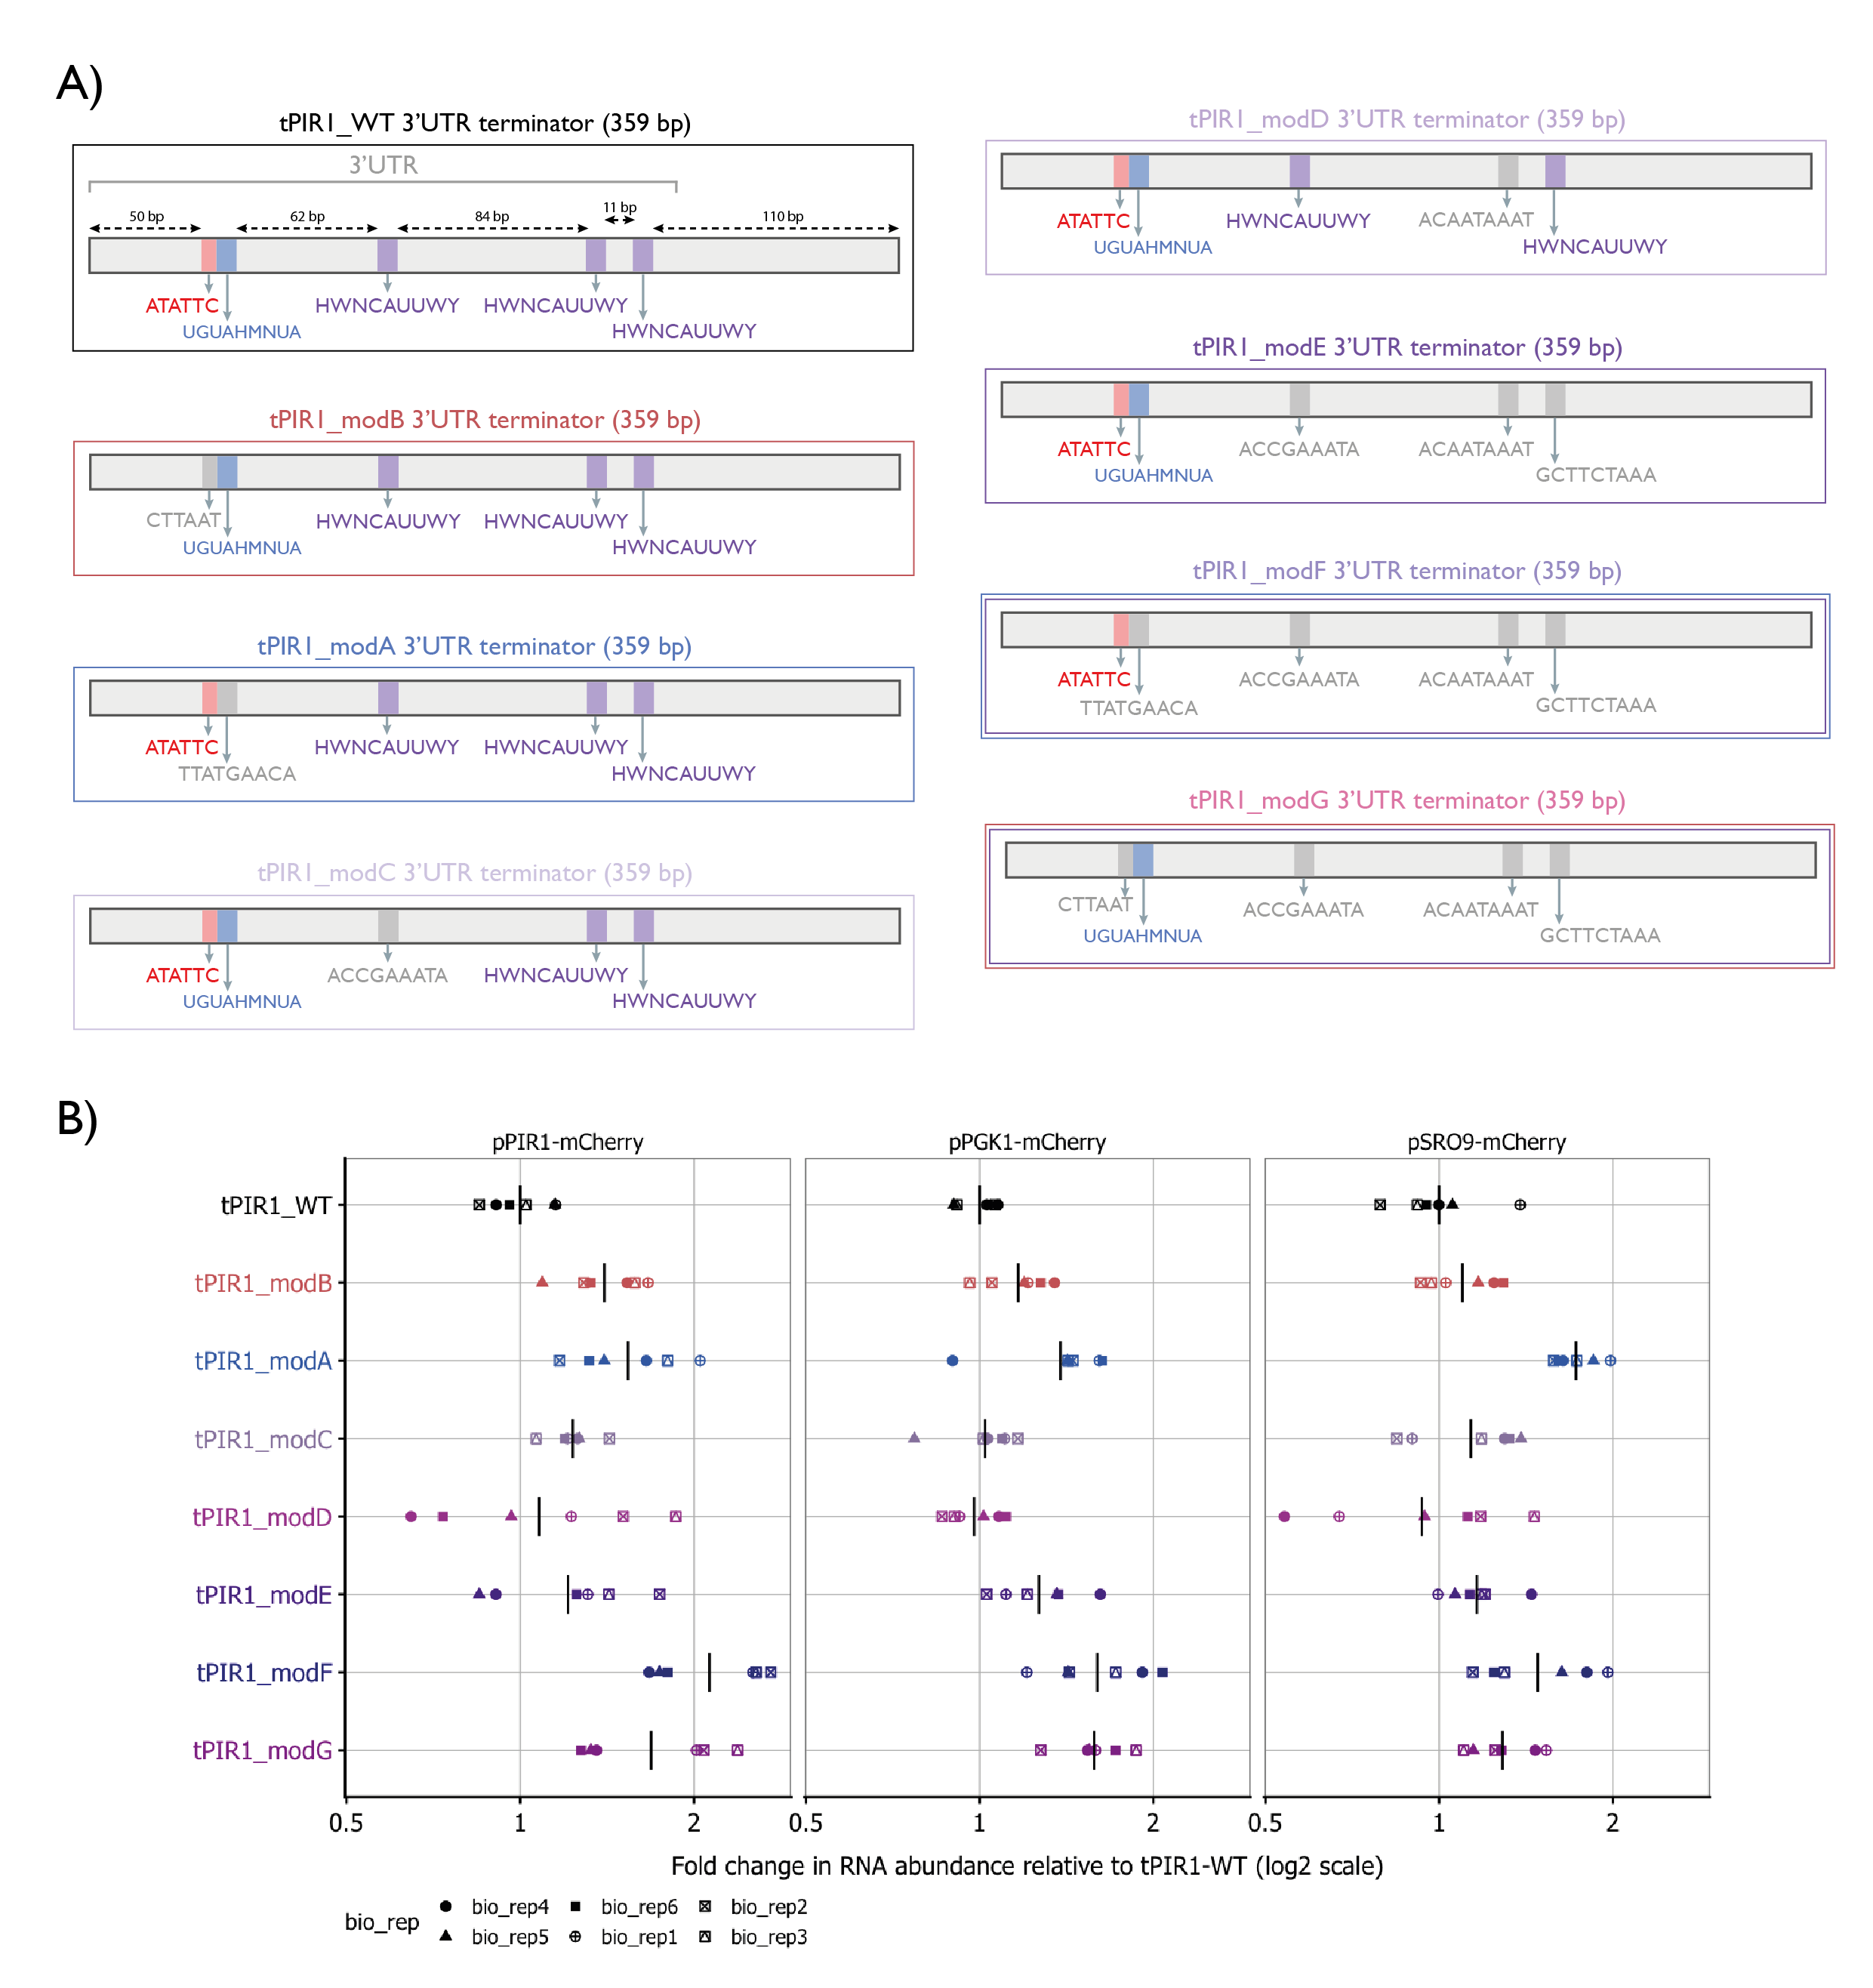 A)
tPIR1_WT 3’UTR terminator (359 bp)
3’UTR
50 bp 62 bp 84 bp 11 bp 110 bp
ATATTC HWNCAUUWY HWNCAUUWY
UGUAHMNUA HWNCAUUWY
tPIR1_modB 3’UTR terminator (359 bp)
CTTAAT HWNCAUUWY HWNCAUUWY
UGUAHMNUA HWNCAUUWY
tPIR1_modA 3’UTR terminator (359 bp)
ATATTC HWNCAUUWY HWNCAUUWY
TTATGAACA HWNCAUUWY
tPIR1_modC 3’UTR terminator (359 bp)
ATATTC ACCGAAATA HWNCAUUWY
UGUAHMNUA HWNCAUUWY
tPIR1_modD 3’UTR terminator (359 bp)
ATATTC HWNCAUUWY ACAATAAAT
UGUAHMNUA HWNCAUUWY
tPIR1_modE 3’UTR terminator (359 bp)
ATATTC ACCGAAATA ACAATAAAT
UGUAHMNUA GCTTCTAAA
tPIR1_modF 3’UTR terminator (359 bp)
ATATTC ACCGAAATA ACAATAAAT
TTATGAACA GCTTCTAAA
tPIR1_modG 3’UTR terminator (359 bp)
CTTAAT ACCGAAATA ACAATAAAT
UGUAHMNUA GCTTCTAAA
B)
pPIR1-mCherry pPGK1-mCherry pSRO9-mCherry
tPIR1_WT
tPIR1_modB
tPIR1_modA
tPIR1_modC
tPIR1_modD
tPIR1_modE
tPIR1_modF
tPIR1_modG
0.5 1 2 0.5 1 2 0.5 1 2
Fold change in RNA abundance relative to tPIR1-WT (log2 scale)
bio_rep
bio_rep4 bio_rep6 bio_rep2
bio_rep5 bio_rep1 bio_rep3